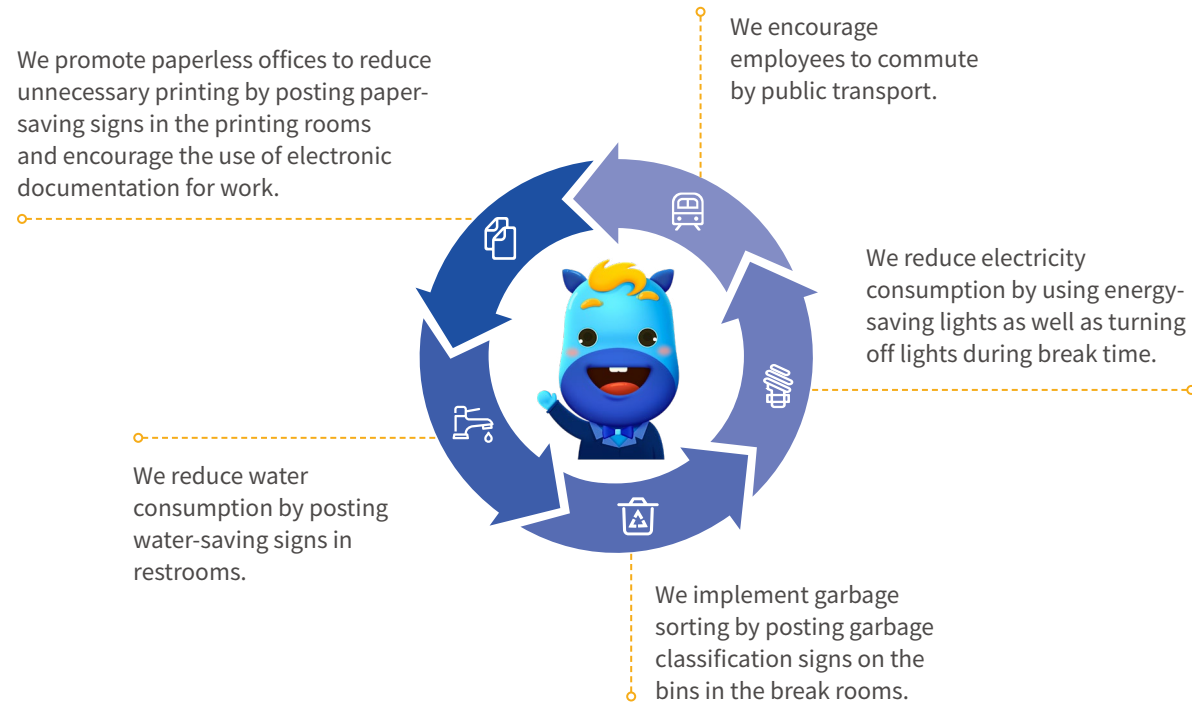 We promote paperless offices to reduce
unnecessary printing by posting paper-
saving signs in the printing rooms
and encourage the use of electronic
documentation for work.
We encourage
employees to commute
by public transport.
We reduce electricity
consumption by using energy-
saving lights as well as turning
off lights during break time.
We reduce water
consumption by posting
water-saving signs in
restrooms.
We implement garbage
sorting by posting garbage
classification signs on the
bins in the break rooms.